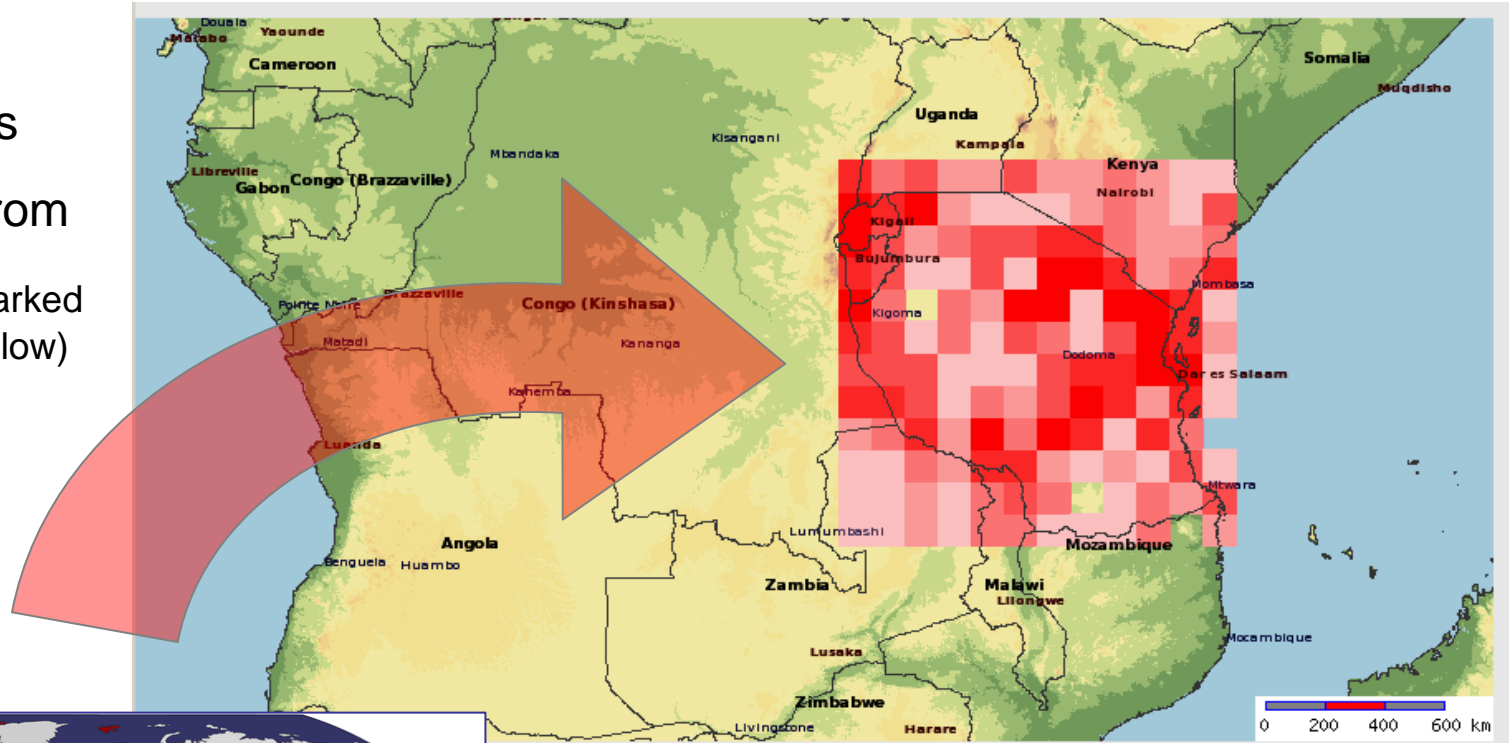 s
rom
arked
low)
Douala
Malabo
Yaounde
Cameroon
Somalia
Muqdisho
Uganda
Kampala
Kisangani
Mbandaka
Kenya
Nairobi
Libreville
Gabon
Congo (Brazzaville)
Kigali
Bujumbura
Mombasa
Pointe Noire
Brazzaville
Congo (Kinshasa)
Kigoma
Matadi
Kananga
Dodoma
Dar es Salaam
Kahemba
Luanda
Mtwara
Lumumbashi
Angola
Mozambique
Benguela
Huambo
Zambia
Malawi
Lilongwe
Mocambique
Lusaka
Zimbabwe
Livingstone
Harare
0 200 400 600 km